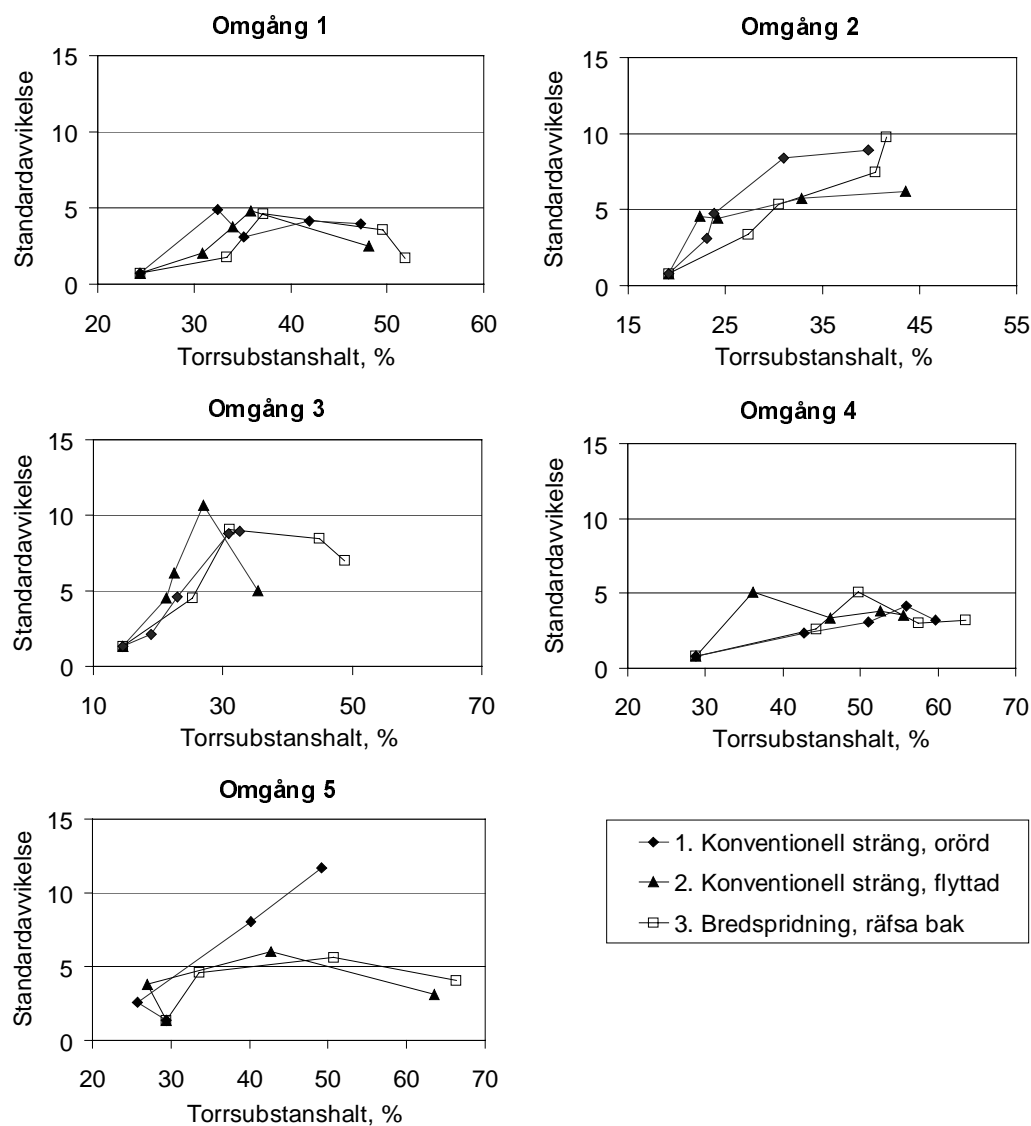 Omgång 1
15
10
5
0
Standardavvikelse
20 30 40 50 60
Torrsubstanshalt, %
Omgång 2
15
10
5
0
Standardavvikelse
15 25 35 45 55
Torrsubstanshalt, %
Omgång 3
15
10
5
0
Standardavvikelse
10 30 50 70
Torrsubstanshalt, %
Omgång 4
15
10
5
0
Standardavvikelse
20 30 40 50 60 70
Torrsubstanshalt, %
Omgång 5
15
10
5
0
Standardavvikelse
20 30 40 50 60 70
Torrsubstanshalt, %
1. Konventionell sträng, orörd
2. Konventionell sträng, flyttad
3. Bredspridning, räfsa bak